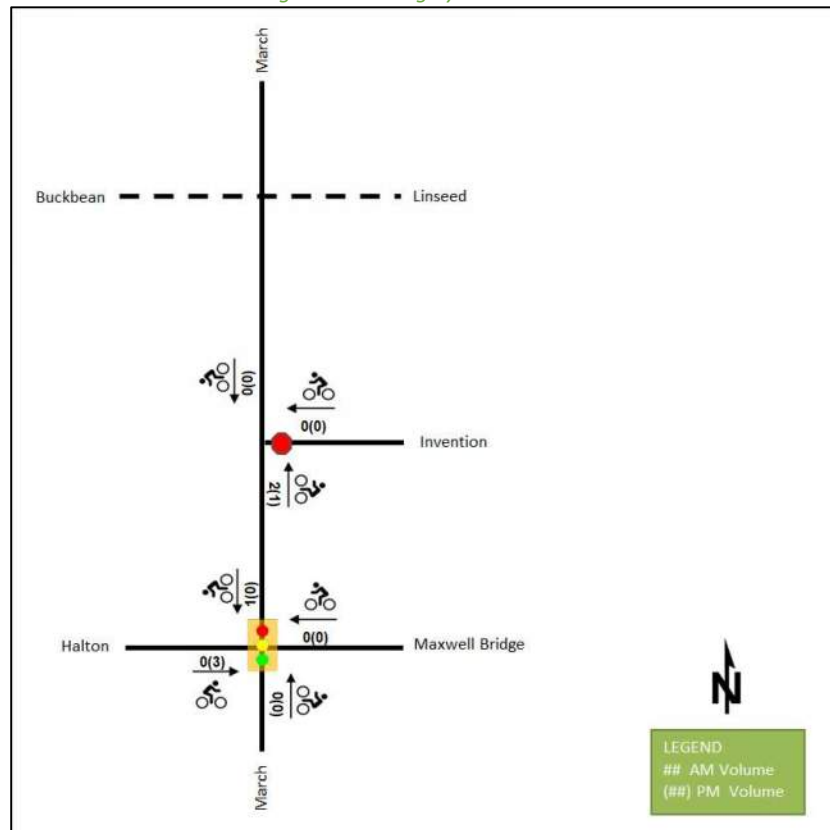 March
Buckbean
Linseed
0(0)
0(0)
Invention
2(1)
1(0)
0(0)
Halton
Maxwell Bridge
0(3)
0(0)
March
N
LEGEND
## AM Volume
(##) PM Volume